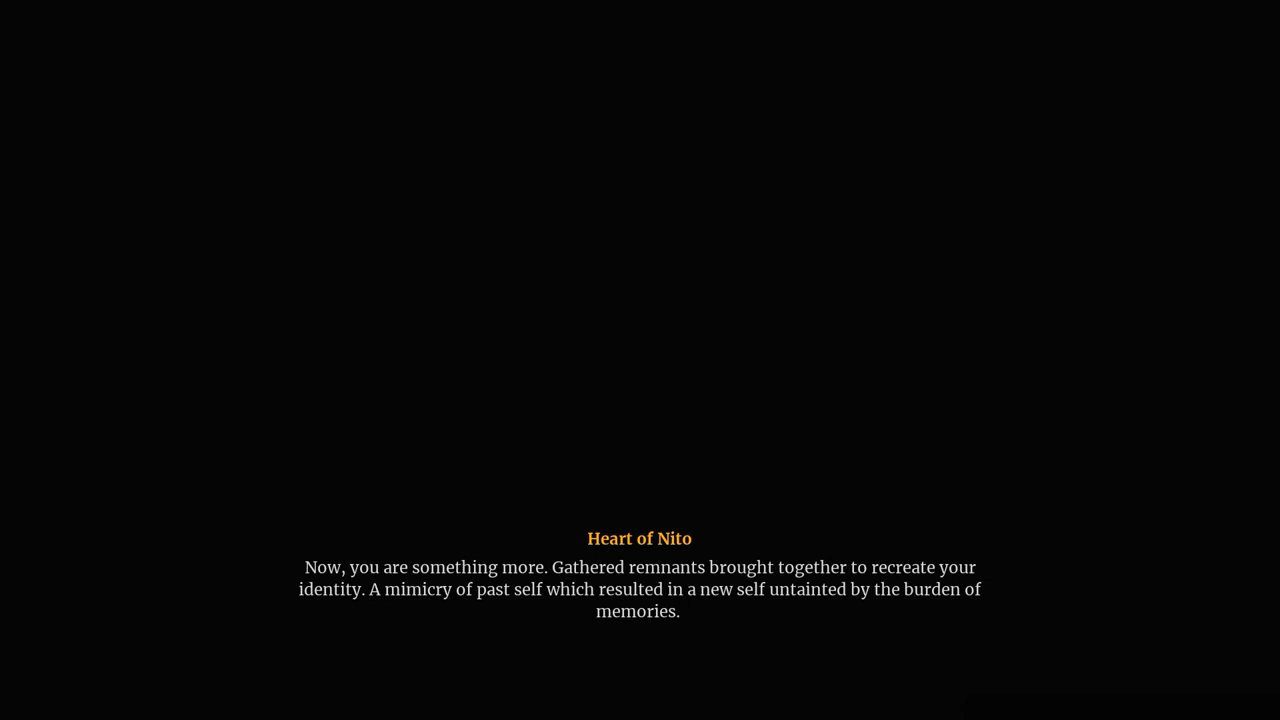 Heart of Nito
Now, you are something more. Gathered remnants brought together to recreate your
identity. A mimicry of past self which resulted in a new self untainted by the burden of
memories.